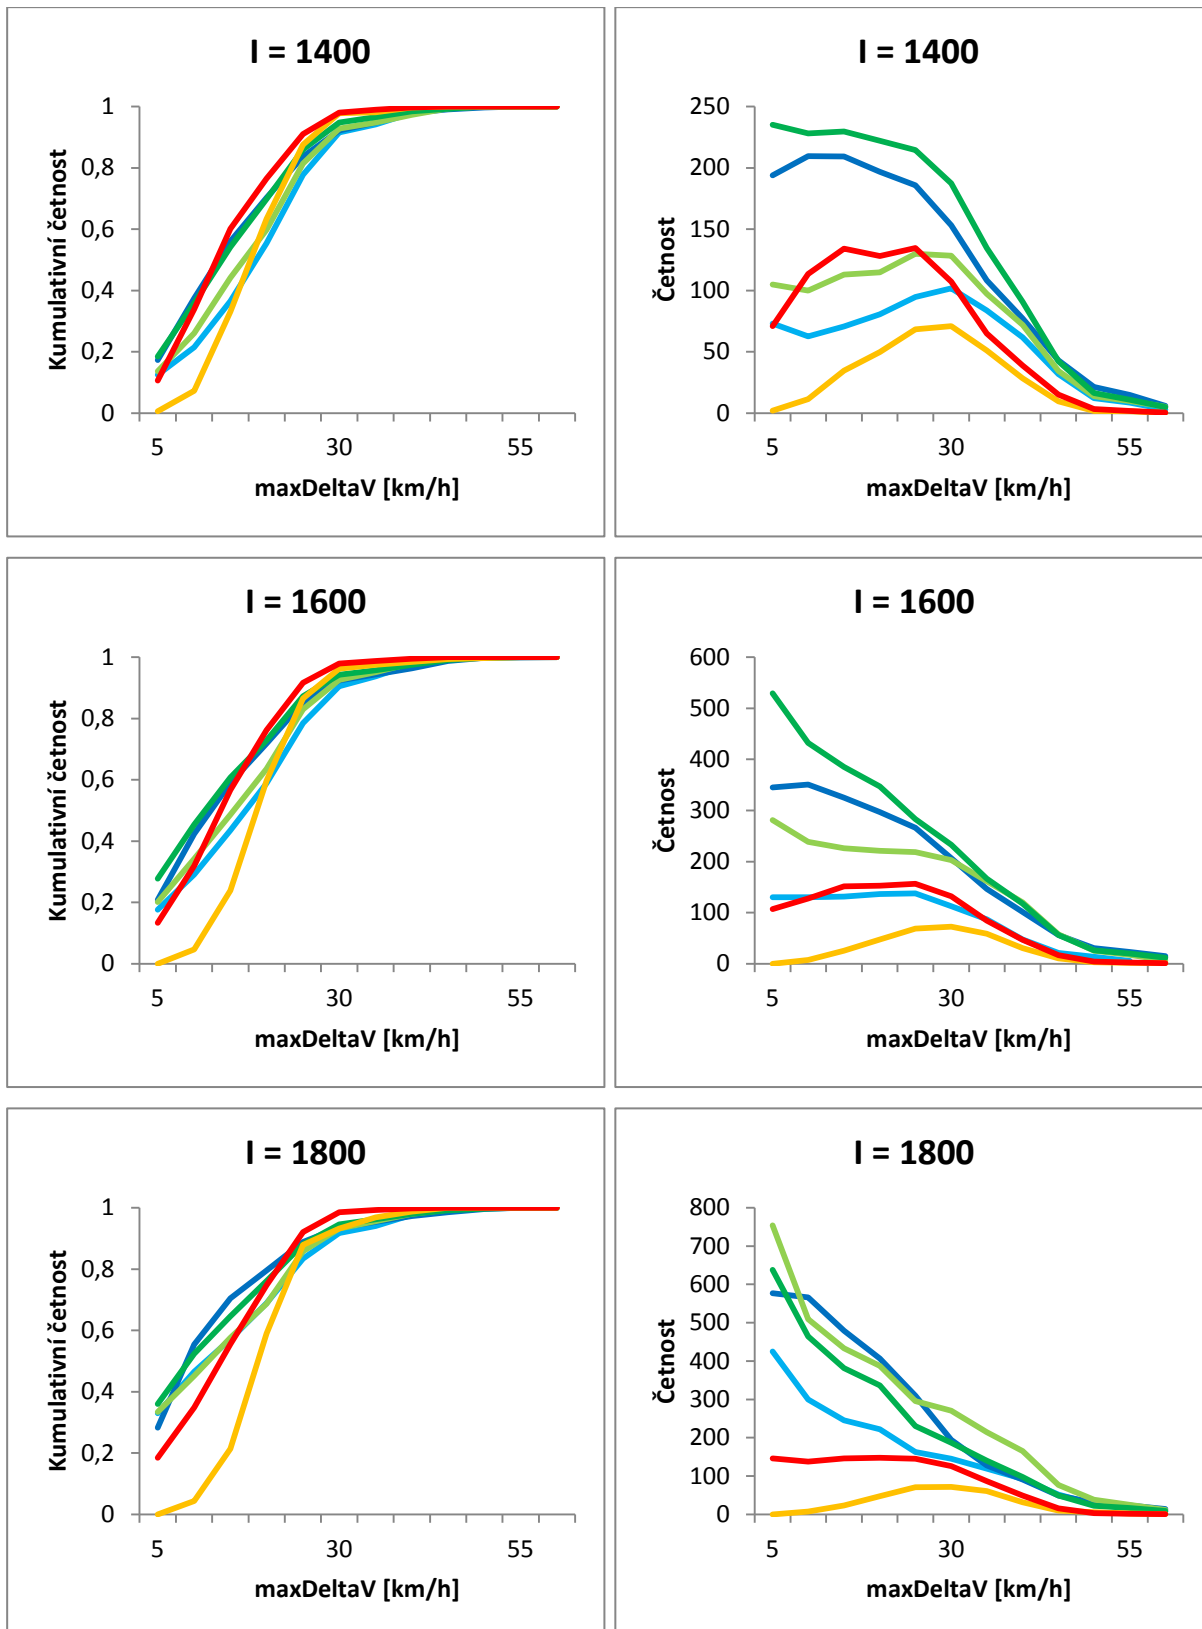 I = 1400
1
0,8
0,6
0,4
0,2
0
Kumulativní četnost
5 30 55
maxDeltaV [km/h]
I = 1400
250
200
150
100
50
0
Četnost
5 30 55
maxDeltaV [km/h]
I = 1600
1
0,8
0,6
0,4
0,2
0
Kumulativní četnost
5 30 55
maxDeltaV [km/h]
I = 1600
600
500
400
300
200
100
0
Četnost
5 30 55
maxDeltaV [km/h]
I = 1800
1
0,8
0,6
0,4
0,2
0
Kumulativní četnost
5 30 55
maxDeltaV [km/h]
I = 1800
800
700
600
500
400
300
200
100
0
Četnost
5 30 55
maxDeltaV [km/h]